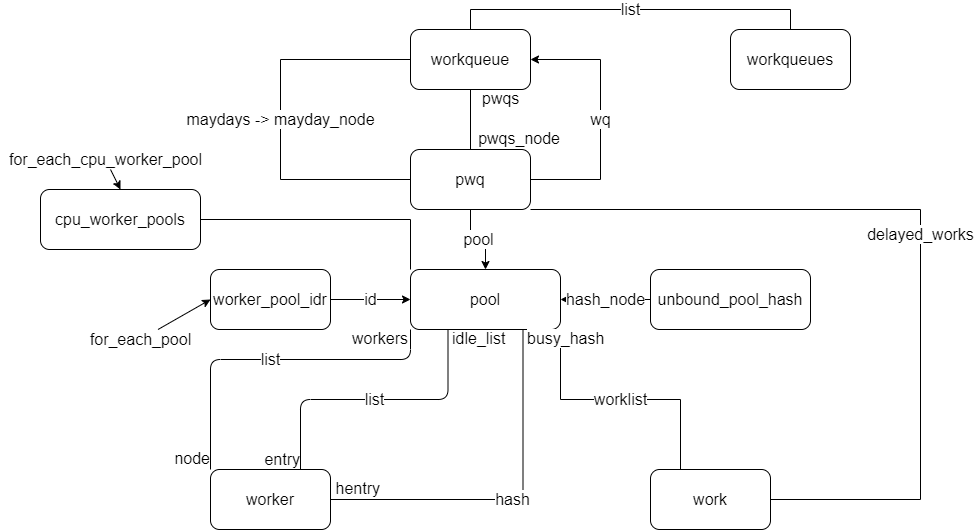 list
workqueue
workqueues
pwqs
maydays -> mayday_node
wq
pwqs_node
for_each_cpu_worker_pool
pwq
cpu_worker_pools
delayed_works
pool
worker_pool_idr
id
pool
hash_node
unbound_pool_hash
for_each_pool
workers
idle_list
busy_hash
list
list
worklist
node
entry
hentry
worker
hash
work